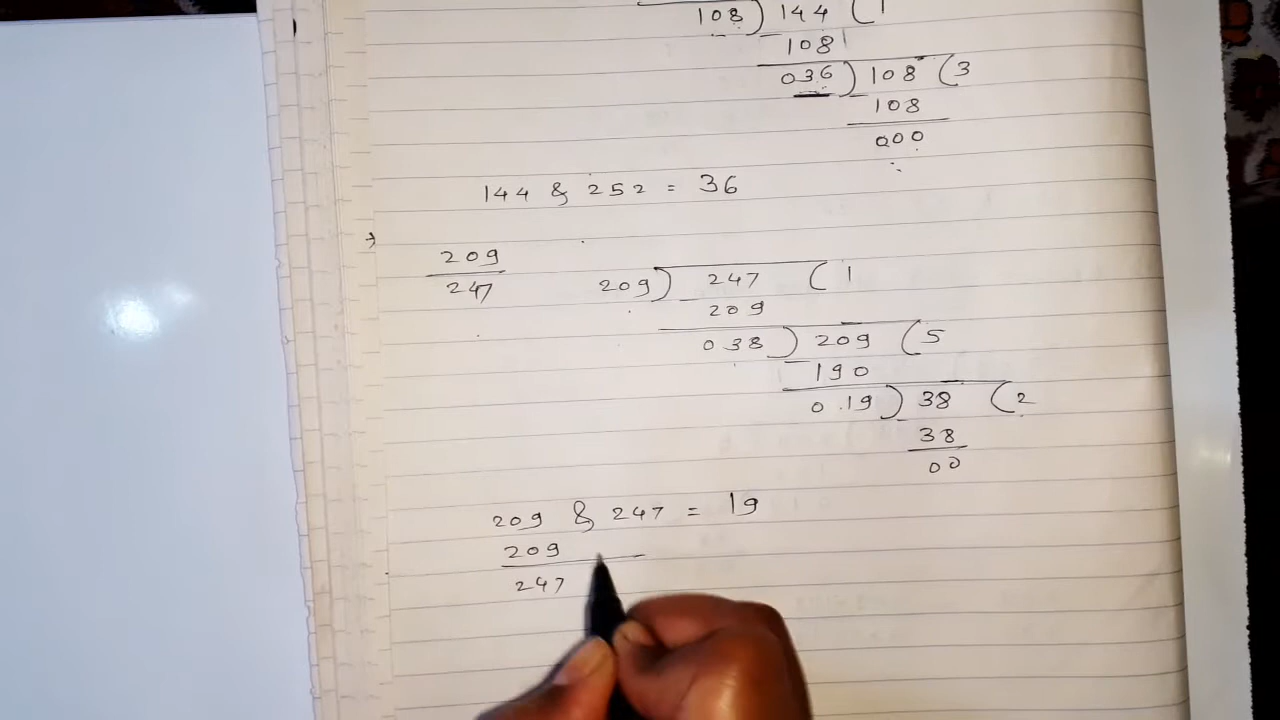 108 ) 144 ( 1
108
036 ) 108 ( 3
108
000
144 & 252 = 36
209
247
209 ) 247 ( 1
209
038 ) 209 ( 5
190
0 19 ) 38 ( 2
38
00
209 & 247 = 19
209
247